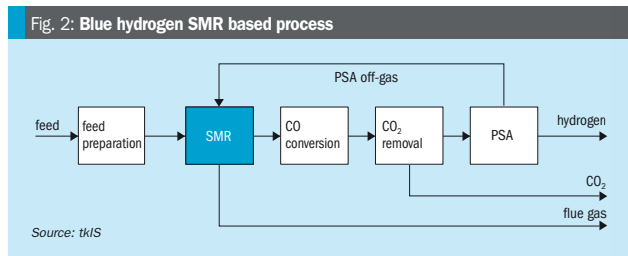 Fig. 2: Blue hydrogen SMR based process
PSA off-gas
feed
feed
preparation
SMR
CO
conversion
CO₂
removal
PSA
hydrogen
CO₂
flue gas
Source: tkIS